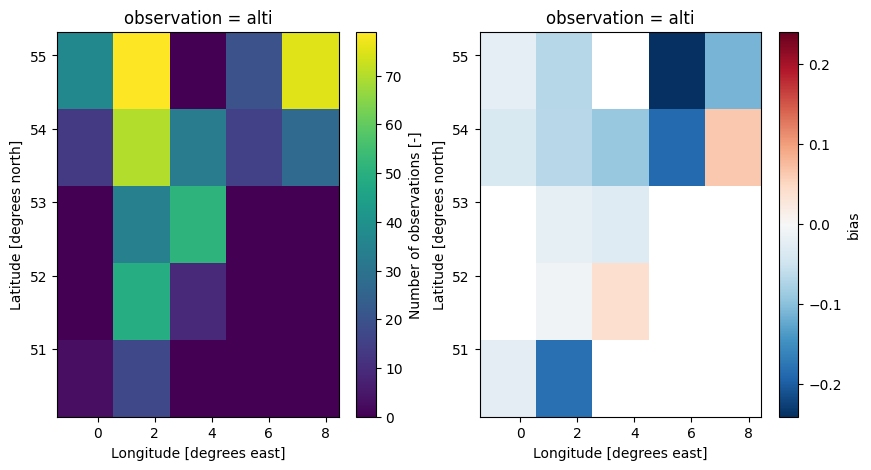 observation = alti
Latitude [degrees north]
55
54
53
52
51
0 2 4 6 8
Longitude [degrees east]
70
60
50
40
30
20
10
0
Number of observations [-]
observation = alti
Latitude [degrees north]
55
54
53
52
51
0 2 4 6 8
Longitude [degrees east]
0.2
0.1
0.0
−0.1
−0.2
bias